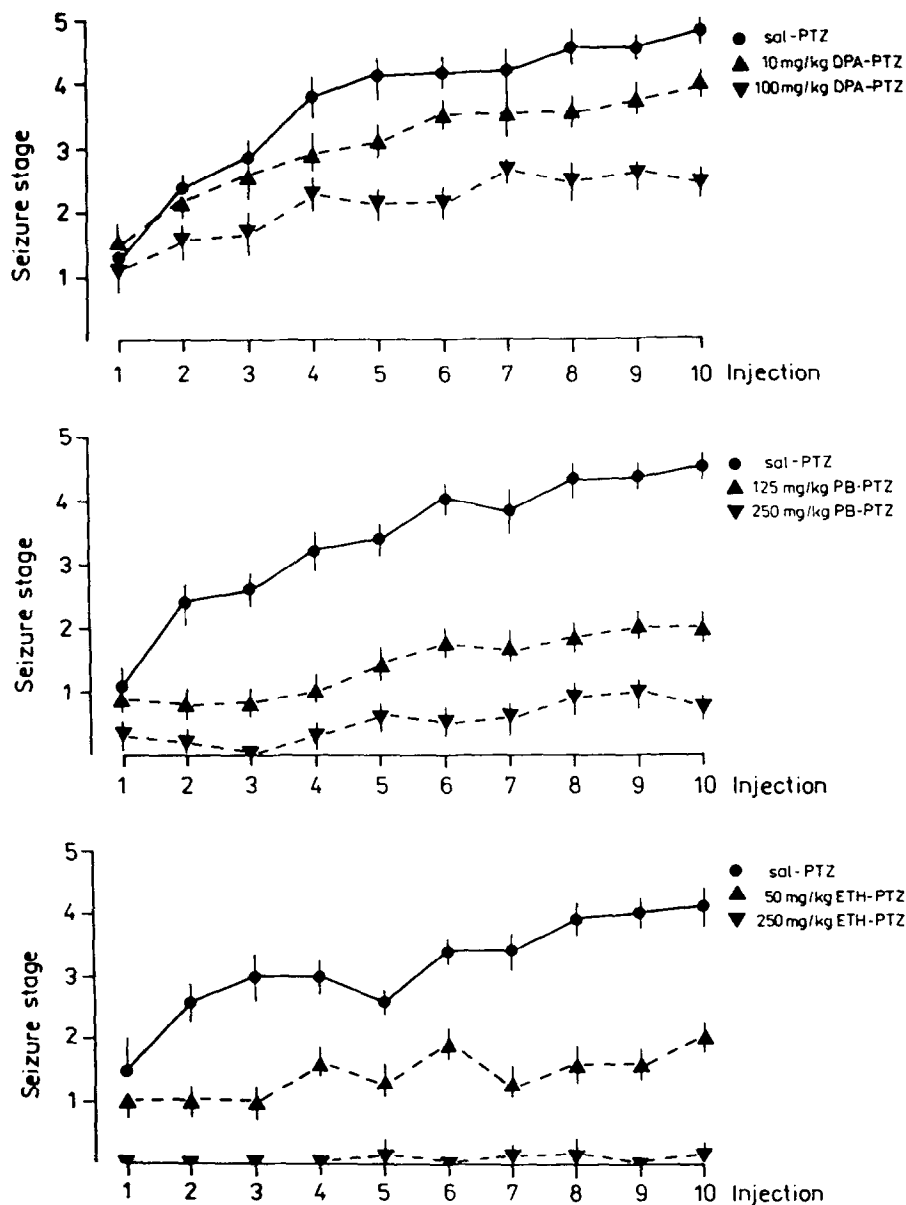 5
4
3
2
1
Seizure stage
sal-PTZ
10 mg/kg DPA-PTZ
100 mg/kg DPA-PTZ
1 2 3 4 5 6 7 8 9 10 Injection
5
4
3
2
1
Seizure stage
sal-PTZ
125 mg/kg PB-PTZ
250 mg/kg PB-PTZ
1 2 3 4 5 6 7 8 9 10 Injection
5
4
3
2
1
Seizure stage
sal-PTZ
50 mg/kg ETH-PTZ
250 mg/kg ETH-PTZ
1 2 3 4 5 6 7 8 9 10 Injection